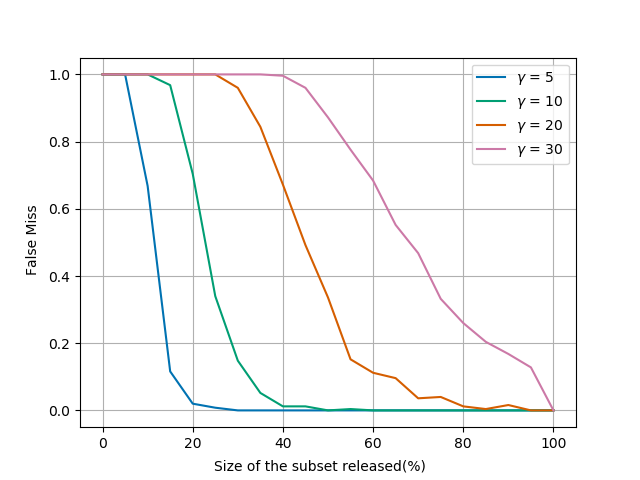 1.0
0.8
0.6
0.4
0.2
0.0
False Miss
0
20
40
60
80
100
Size of the subset released(%)
γ = 5
γ = 10
γ = 20
γ = 30